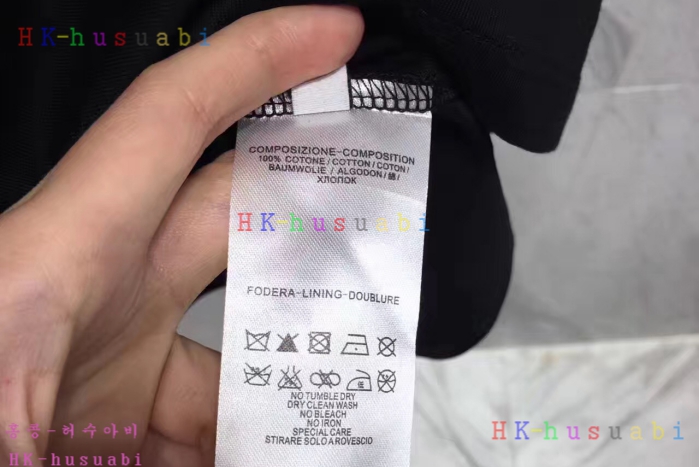 HK-husuabi
COMPOSIZIONE-COMPOSITION
100% COTONE/COTTON/COTON/
BAUMWOLIE/ALGODON/綿/
ХЛОПОК
HK-husuabi
FODERA-LINING-DOUBLURE
NO TUMBLE DRY
DRY CLEAN WASH
NO BLEACH
NO IRON
SPECIAL CARE
STIRARE SOLO A ROVESCIO
홍콩-허수아비
HK-husuabi
HK-husuabi